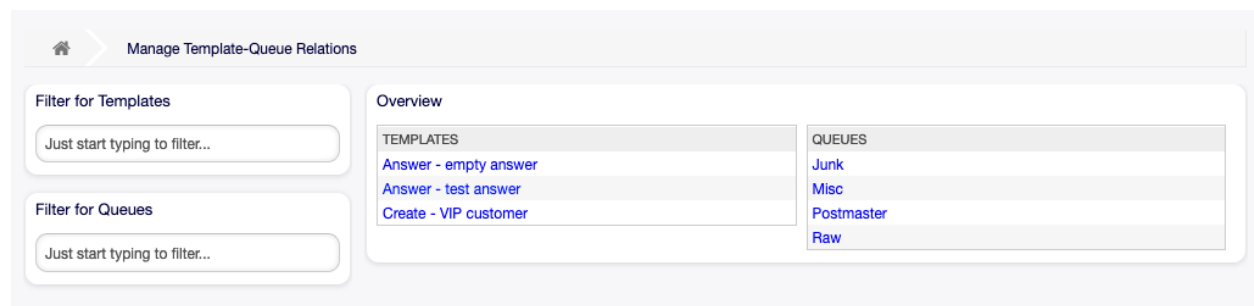 Manage Template-Queue Relations
Filter for Templates
Just start typing to filter...
Filter for Queues
Just start typing to filter...
Overview
TEMPLATES
Answer - empty answer
Answer - test answer
Create - VIP customer
QUEUES
Junk
Misc
Postmaster
Raw